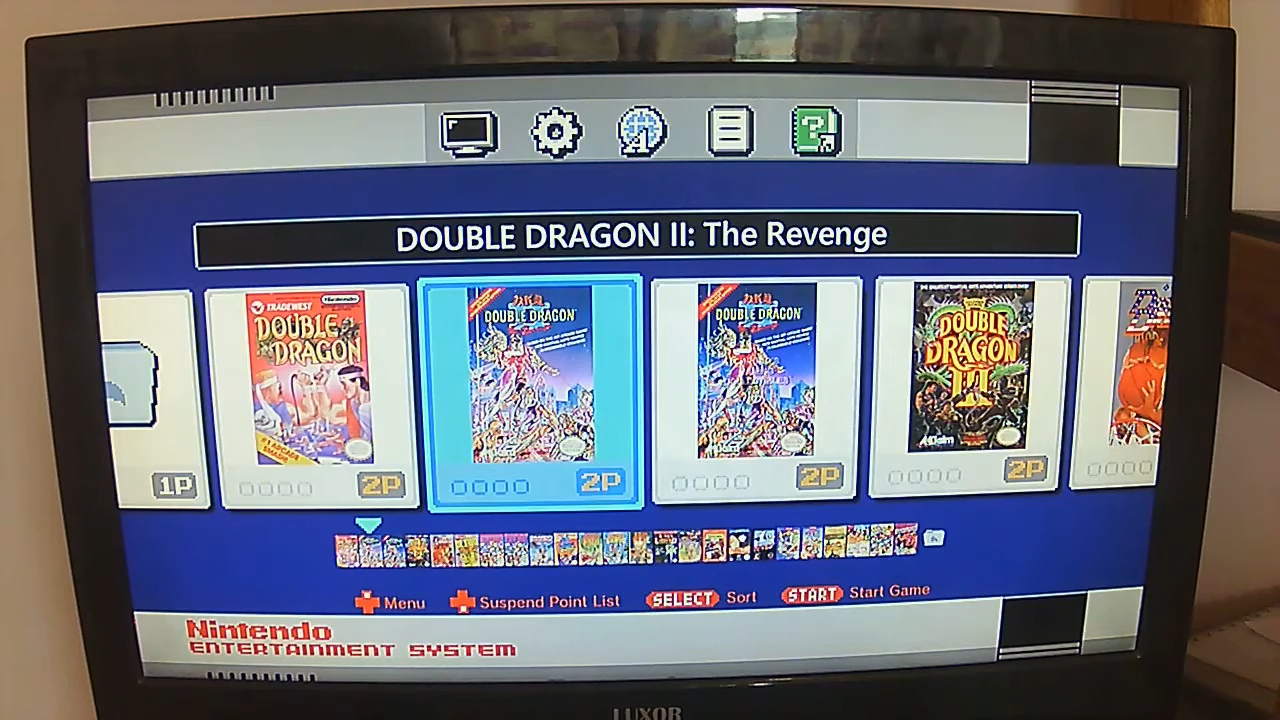 DOUBLE DRAGON II: The Revenge
TRADEWEST
Nintendo
DOUBLE
DRAGON
DOUBLE DRAGON
DOUBLE DRAGON
DOUBLE
DRAGON
III
Akclaim
1P
2P
2P
2P
2P
Menu
Suspend Point List
SELECT Sort
START Start Game
Nintendo
ENTERTAINMENT SYSTEM
LUXOR